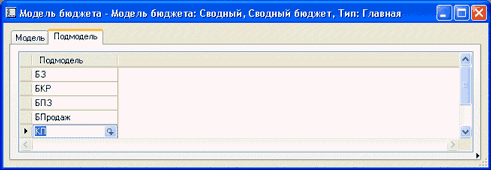 Модель бюджета - Модель бюджета: Сводный, Сводный бюджет, Тип: Главная
Модель Подмодель
Подмодель
БЗ
БКР
БПЗ
БПродаж
КП